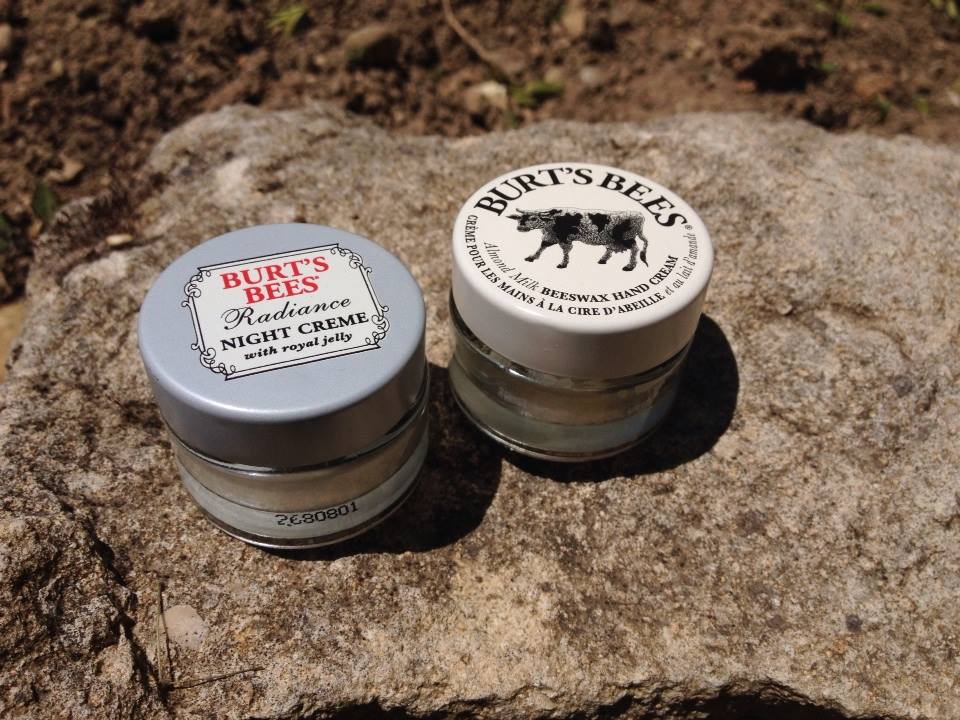 BURT'S
BEES®
Radiance
NIGHT CREME
with royal jelly
BURT'S BEES®
Almond Milk BEESWAX HAND CREAM
CRÈME POUR LES MAINS À LA CIRE D'ABEILLE et au lait d'amande